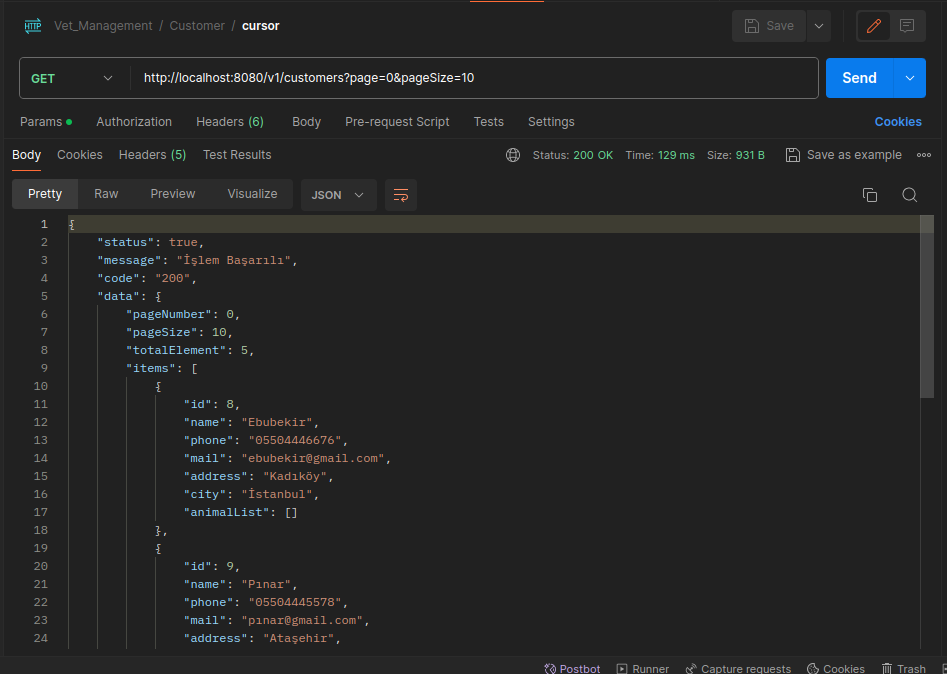 HTTP Vet_Management / Customer / cursor Save
GET http://localhost:8080/v1/customers?page=0&pageSize=10 Send
Params Authorization Headers (6) Body Pre-request Script Tests Settings Cookies
Body Cookies Headers (5) Test Results Status: 200 OK Time: 129 ms Size: 931 B Save as example
Pretty Raw Preview Visualize JSON
1 {
2 "status": true,
3 "message": "İşlem Başarılı",
4 "code": "200",
5 "data": {
6 "pageNumber": 0,
7 "pageSize": 10,
8 "totalElement": 5,
9 "items": [
10 {
11 "id": 8,
12 "name": "Ebubekir",
13 "phone": "05504446676",
14 "mail": "ebubekir@gmail.com",
15 "address": "Kadıköy",
16 "city": "İstanbul",
17 "animalList": []
18 },
19 {
20 "id": 9,
21 "name": "Pınar",
22 "phone": "05504445578",
23 "mail": "pınar@gmail.com",
24 "address": "Ataşehir",
Postbot Runner Capture requests Cookies Trash